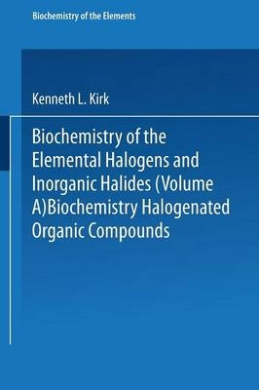 Biochemistry of the Elements
Kenneth L. Kirk
Biochemistry of the
Elemental Halogens and
Inorganic Halides (Volume
A)Biochemistry Halogenated
Organic Compounds